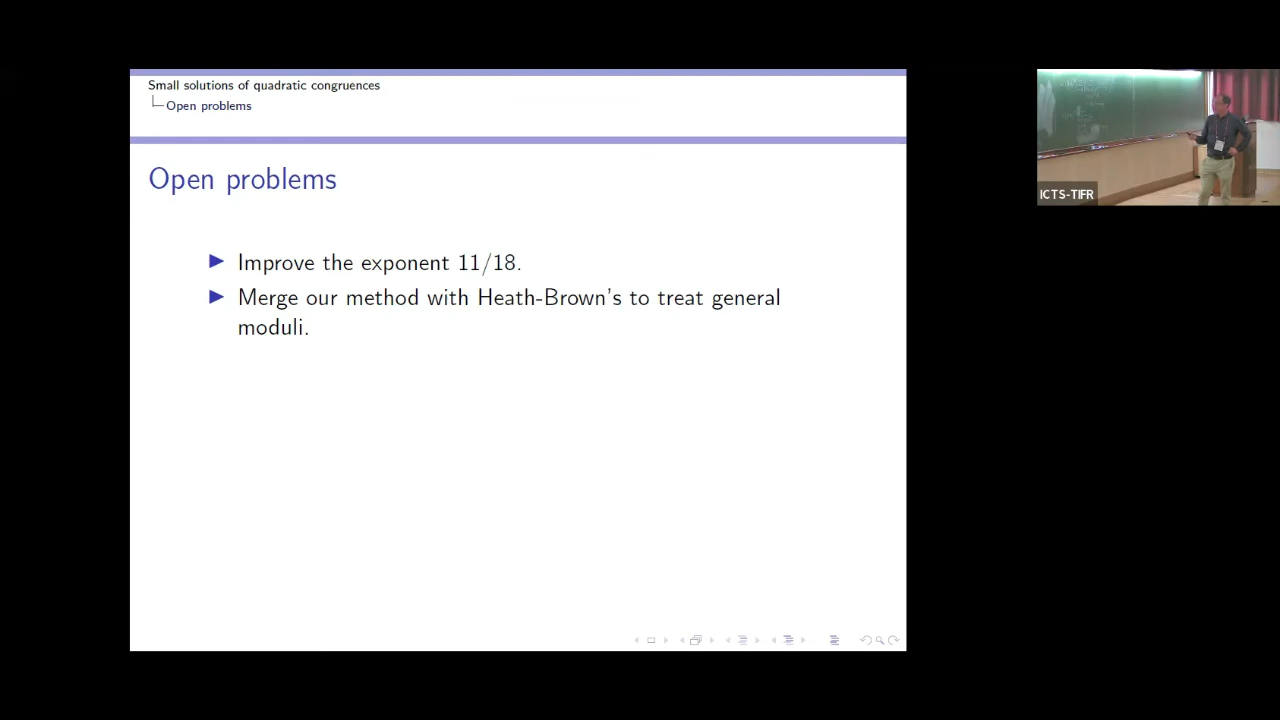 Small solutions of quadratic congruences
Open problems
Open problems
Improve the exponent 11/18.
Merge our method with Heath-Brown's to treat general
moduli.
ICTS-TIFR